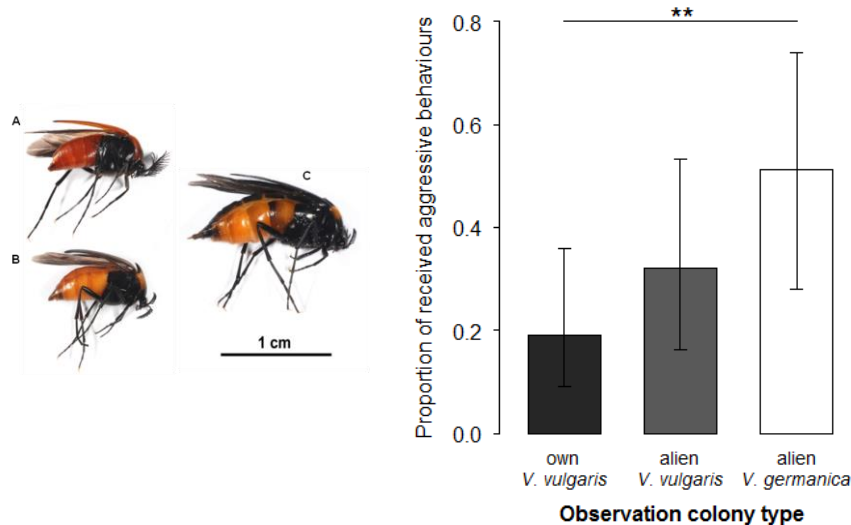 A
B
C
1 cm
Proportion of received aggressive behaviours
0.8
0.6
0.4
0.2
0.0
**
own
V. vulgaris
alien
V. vulgaris
alien
V. germanica
Observation colony type